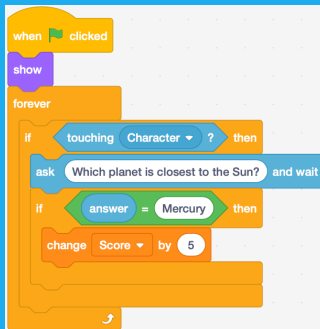 when clicked
show
forever
if touching Character ? then
ask Which planet is closest to the Sun? and wait
if answer = Mercury then
change Score by 5